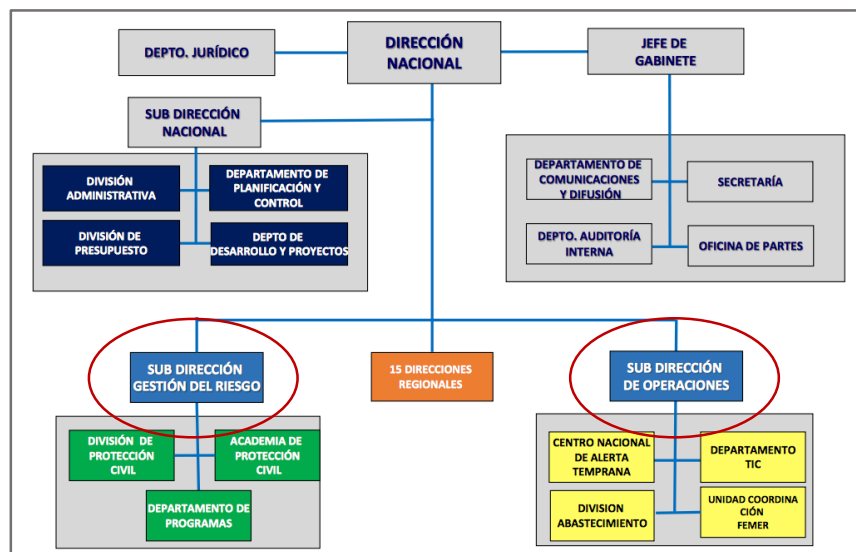 DEPTO. JURÍDICO
DIRECCIÓN
NACIONAL
JEFE DE
GABINETE
SUB DIRECCIÓN
NACIONAL
DIVISIÓN
ADMINISTRATIVA
DEPARTAMENTO DE
PLANIFICACIÓN Y
CONTROL
DIVISIÓN DE
PRESUPUESTO
DEPTO DE
DESARROLLO Y PROYECTOS
DEPARTAMENTO DE
COMUNICACIONES
Y DIFUSIÓN
SECRETARÍA
DEPTO. AUDITORÍA
INTERNA
OFICINA DE PARTES
SUB DIRECCIÓN
GESTIÓN DEL RIESGO
15 DIRECCIONES
REGIONALES
SUB DIRECCIÓN
DE OPERACIONES
DIVISIÓN DE
PROTECCIÓN
CIVIL
ACADEMIA DE
PROTECCIÓN
CIVIL
DEPARTAMENTO DE
PROGRAMAS
CENTRO NACIONAL
DE ALERTA
TEMPRANA
DEPARTAMENTO
TIC
DIVISION
ABASTECIMIENTO
UNIDAD COORDINA
CIÓN
FEMER